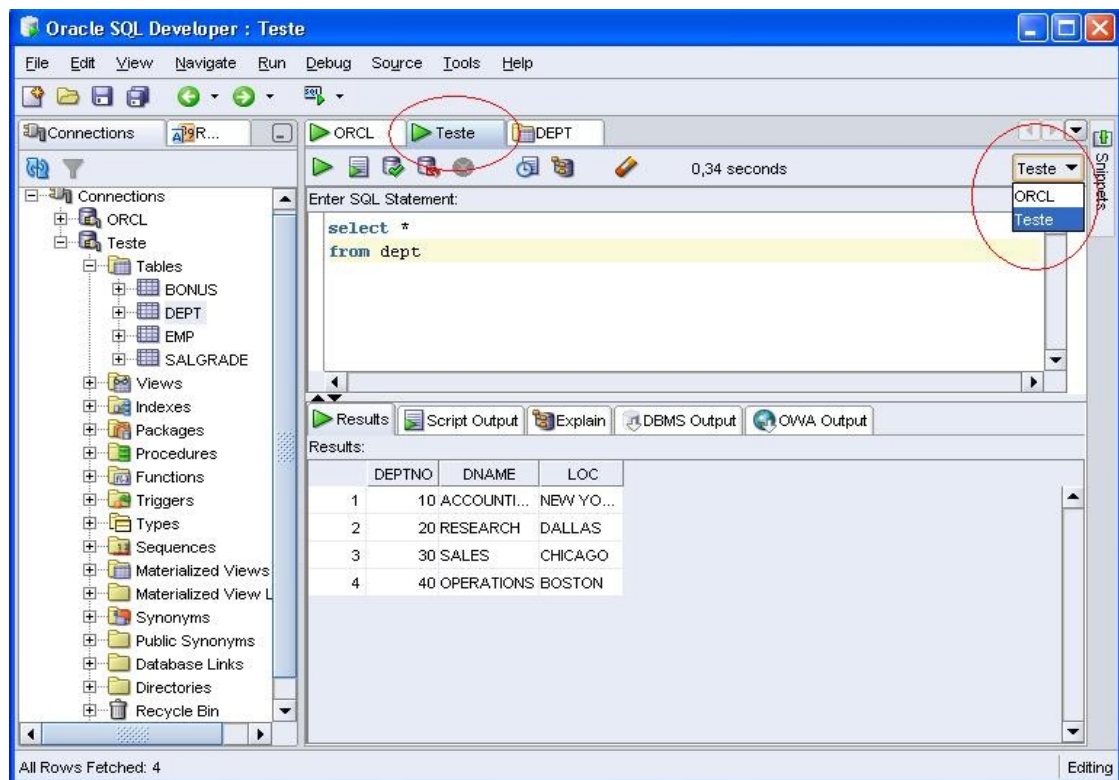 Oracle SQL Developer : Teste
File Edit View Navigate Run Debug Source Tools Help
Connections R...
ORCL Teste DEPT
0,34 seconds Teste
ORCL
Teste
Snippets
Enter SQL Statement:
select *
from dept
Connections
ORCL
Teste
Tables
BONUS
DEPT
EMP
SALGRADE
Views
Indexes
Packages
Procedures
Functions
Triggers
Types
Sequences
Materialized Views
Materialized View L
Synonyms
Public Synonyms
Database Links
Directories
Recycle Bin
Results Script Output Explain DBMS Output OWA Output
Results:
DEPTNO DNAME LOC
1 10 ACCOUNTI... NEW YO...
2 20 RESEARCH DALLAS
3 30 SALES CHICAGO
4 40 OPERATIONS BOSTON
All Rows Fetched: 4 Editing